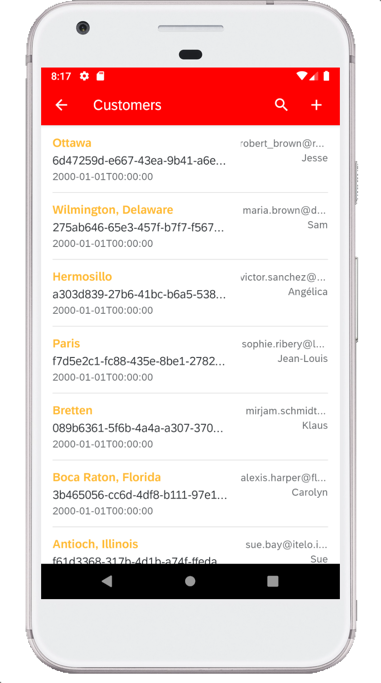 8:17
Customers
Ottawa
robert_brown@r...
6d47259d-e667-43ea-9b41-a6e...
Jesse
2000-01-01T00:00:00
Wilmington, Delaware
maria.brown@d...
275ab646-65e3-457f-b7f7-f567...
Sam
2000-01-01T00:00:00
Hermosillo
victor.sanchez@...
a303d839-27b6-41bc-b6a5-538...
Angélica
2000-01-01T00:00:00
Paris
sophie.ribery@l...
f7d5e2c1-fc88-435e-8be1-2782...
Jean-Louis
2000-01-01T00:00:00
Bretten
mirjam.schmidt...
089b6361-5f6b-4a4a-a307-370...
Klaus
2000-01-01T00:00:00
Boca Raton, Florida
alexis.harper@fl...
3b465056-cc6d-4df8-b111-97e1...
Carolyn
2000-01-01T00:00:00
Antioch, Illinois
sue.bay@itelo.i...
f61d3368-317b-4d1b-a74f-ffeda...
Sue